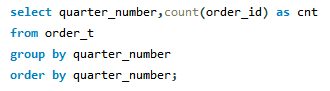 select quarter_number,count(order_id) as cnt
from order_t
group by quarter_number
order by quarter_number;